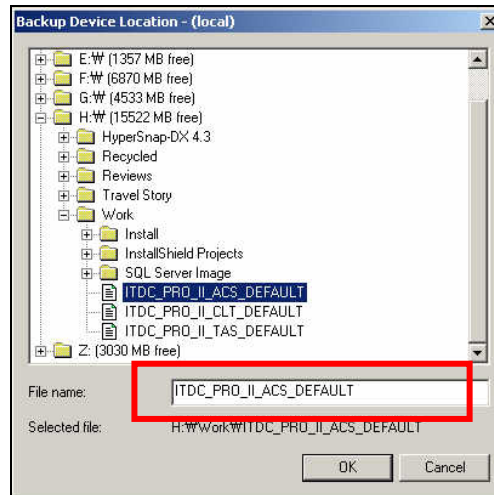 Backup Device Location - (local)
E:₩ (1357 MB free)
F:₩ (6870 MB free)
G:₩ (4533 MB free)
H:₩ (15522 MB free)
HyperSnap-DX 4.3
Recycled
Reviews
Travel Story
Work
Install
InstallShield Projects
SQL Server Image
ITDC_PRO_II_ACS_DEFAULT
ITDC_PRO_II_CLT_DEFAULT
ITDC_PRO_II_TAS_DEFAULT
Z: (3030 MB free)
File name: ITDC_PRO_II_ACS_DEFAULT
Selected file: H:₩Work₩ITDC_PRO_II_ACS_DEFAULT
OK Cancel